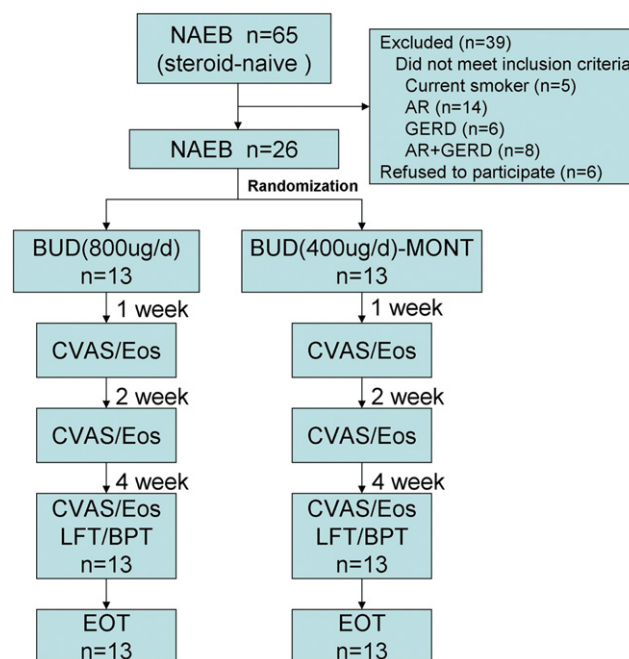 NAEB n=65
(steroid-naive )
Excluded (n=39)
Did not meet inclusion criteria
Current smoker (n=5)
AR (n=14)
GERD (n=6)
AR+GERD (n=8)
Refused to participate (n=6)
NAEB n=26
Randomization
BUD(800ug/d)
n=13
BUD(400ug/d)-MONT
n=13
1 week
1 week
CVAS/Eos
CVAS/Eos
2 week
2 week
CVAS/Eos
CVAS/Eos
4 week
4 week
CVAS/Eos
LFT/BPT
n=13
CVAS/Eos
LFT/BPT
n=13
EOT
n=13
EOT
n=13